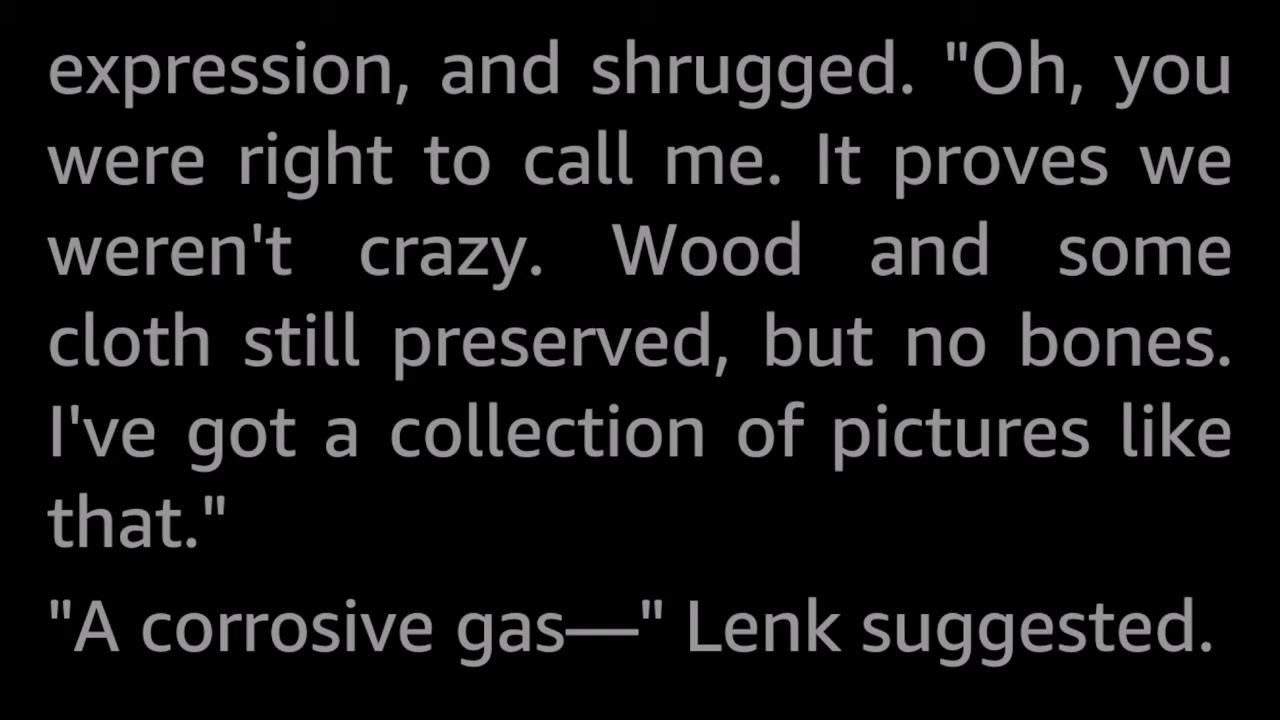 expression, and shrugged. "Oh, you
were right to call me. It proves we
weren't crazy. Wood and some
cloth still preserved, but no bones.
I've got a collection of pictures like
that."
"A corrosive gas—" Lenk suggested.